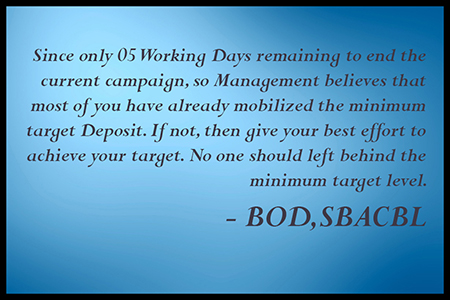 Since only 05 Working Days remaining to end the
current campaign, so Management believes that
most of you have already mobilized the minimum
target Deposit. If not, then give your best effort to
achieve your target. No one should left behind the
minimum target level.
- BOD,SBACBL